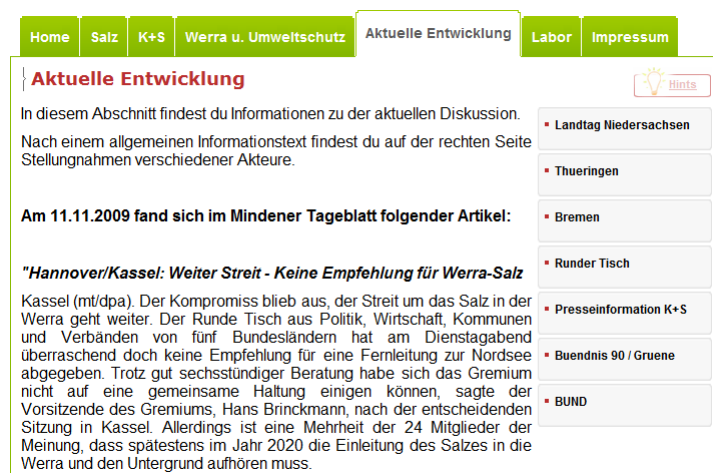 Home Salz K+S Werra u. Umweltschutz Aktuelle Entwicklung Labor Impressum
Aktuelle Entwicklung
Hints
In diesem Abschnitt findest du Informationen zu der aktuellen Diskussion.
Nach einem allgemeinen Informationstext findest du auf der rechten Seite
Stellungnahmen verschiedener Akteure.
Am 11.11.2009 fand sich im Mindener Tageblatt folgender Artikel:
"Hannover/Kassel: Weiter Streit - Keine Empfehlung für Werra-Salz
Kassel (mt/dpa). Der Kompromiss blieb aus, der Streit um das Salz in der
Werra geht weiter. Der Runde Tisch aus Politik, Wirtschaft, Kommunen
und Verbänden von fünf Bundesländern hat am Dienstagabend
überraschend doch keine Empfehlung für eine Fernleitung zur Nordsee
abgegeben. Trotz gut sechsstündiger Beratung habe sich das Gremium
nicht auf eine gemeinsame Haltung einigen können, sagte der
Vorsitzende des Gremiums, Hans Brinckmann, nach der entscheidenden
Sitzung in Kassel. Allerdings ist eine Mehrheit der 24 Mitglieder der
Meinung, dass spätestens im Jahr 2020 die Einleitung des Salzes in die
Werra und den Untergrund aufhören muss.
Landtag Niedersachsen
Thueringen
Bremen
Runder Tisch
Presseinformation K+S
Buendnis 90 / Gruene
BUND